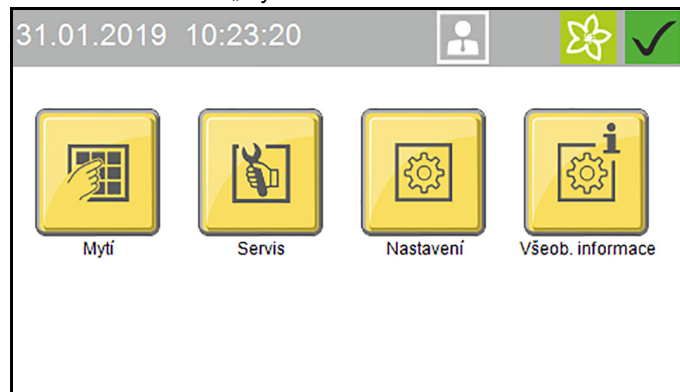 31.01.2019 10:23:20
Mytí
Servis
Nastavení
Všeob. informace